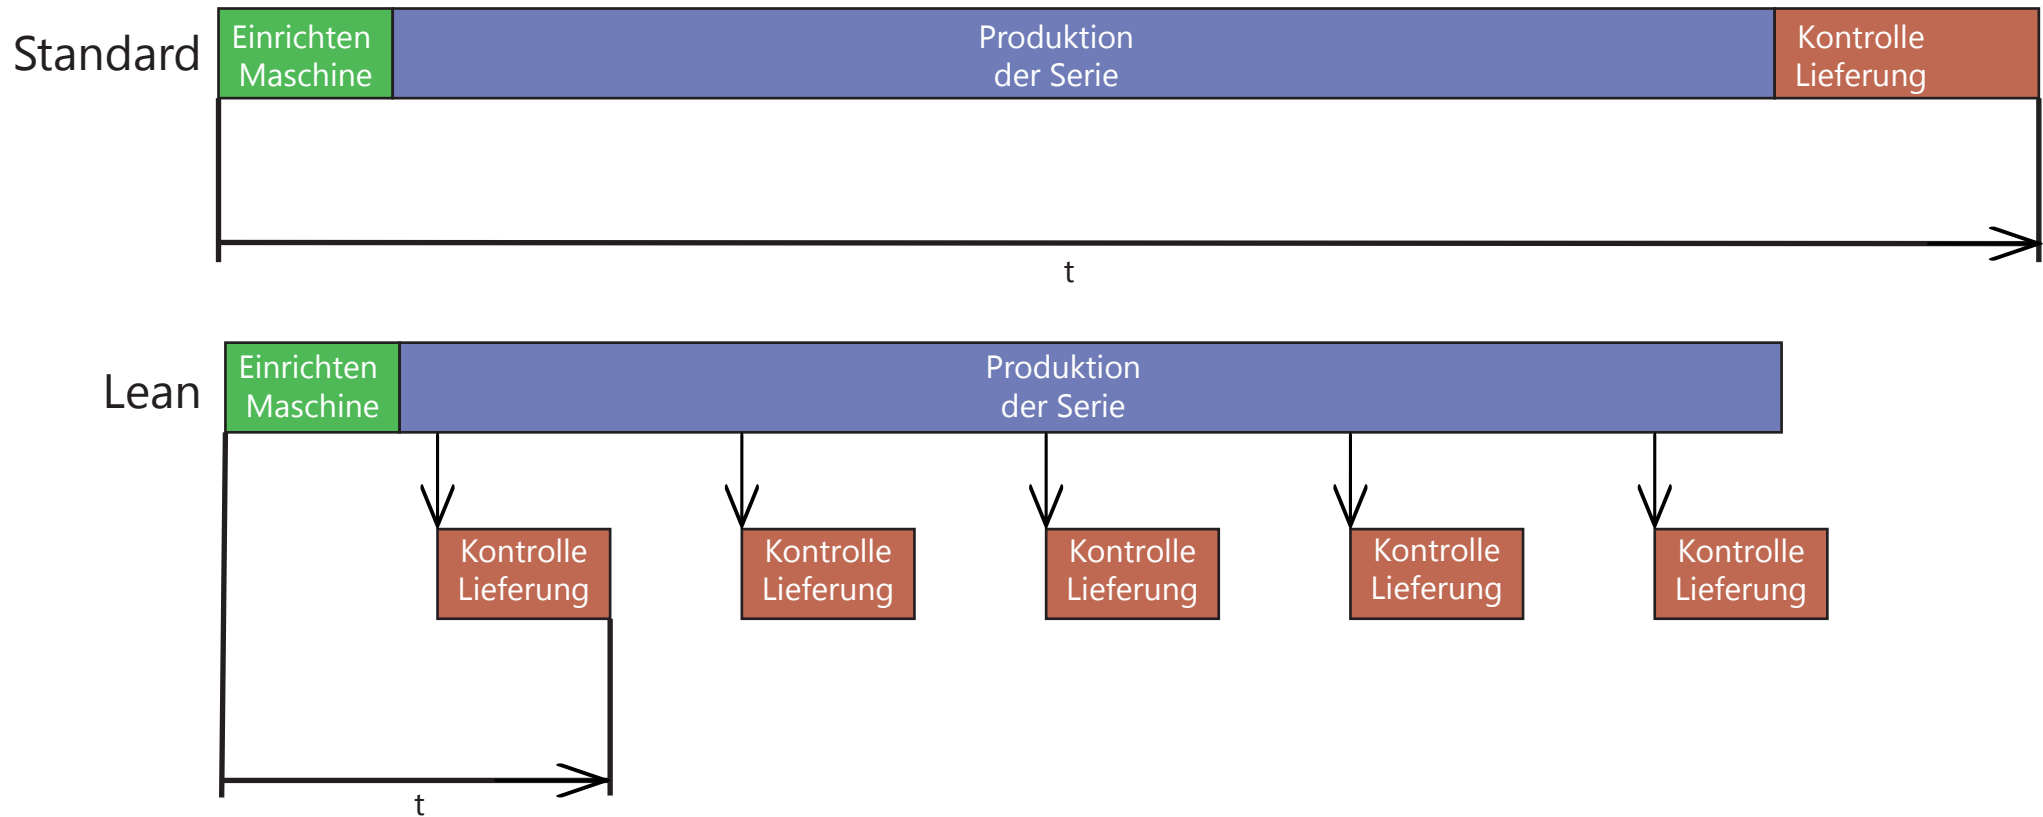 Standard
Einrichten
Maschine
Produktion
der Serie
Kontrolle
Lieferung
t
Lean
Einrichten
Maschine
Produktion
der Serie
Kontrolle
Lieferung
Kontrolle
Lieferung
Kontrolle
Lieferung
Kontrolle
Lieferung
Kontrolle
Lieferung
t